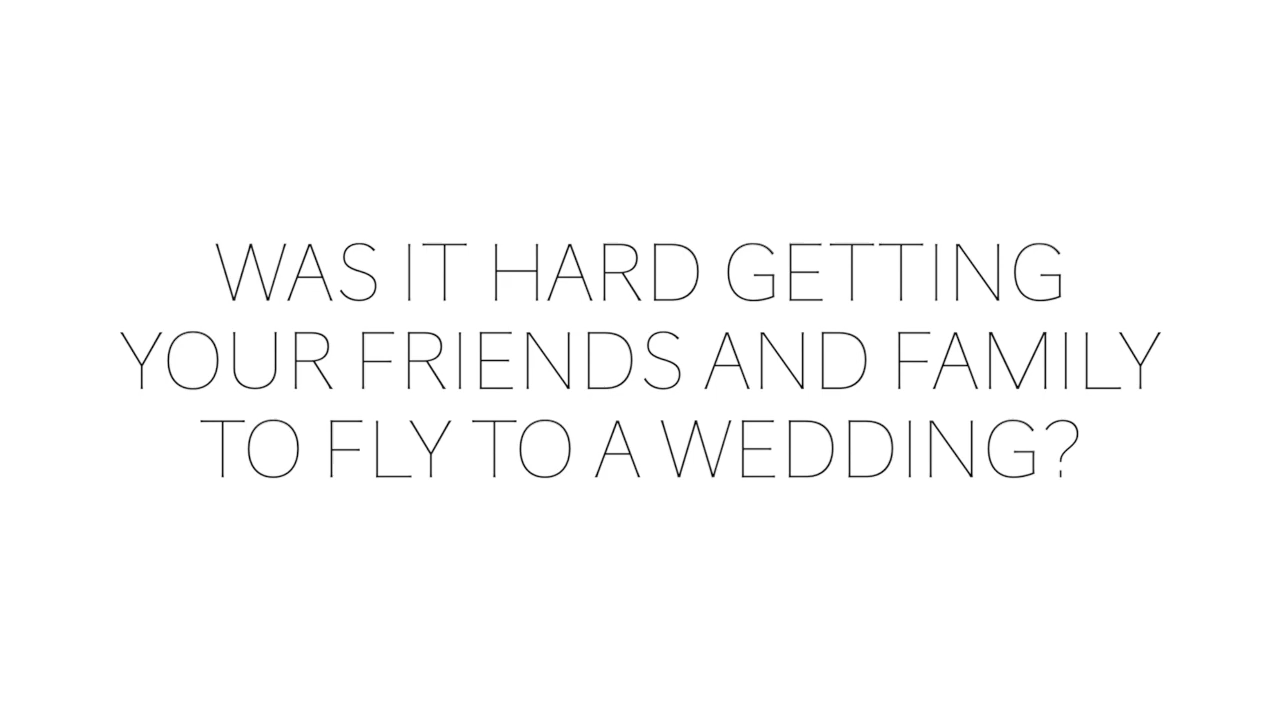 WAS IT HARD GETTING
YOUR FRIENDS AND FAMILY
TO FLY TO A WEDDING?